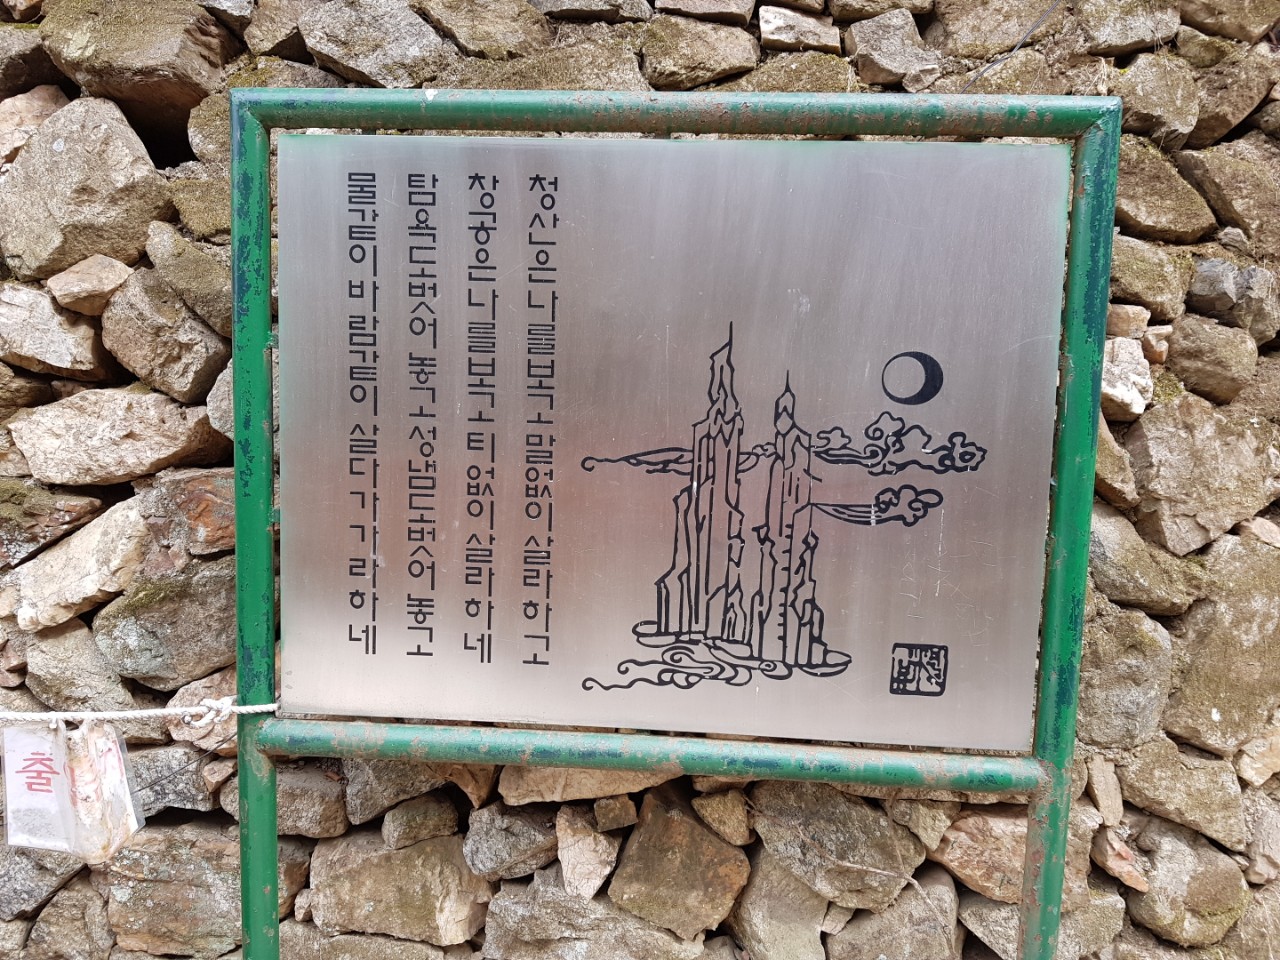 청산은나를보고말없이살라하고
창공은나를보고티없이살라하네
탐욕도벗어놓고성냄도벗어놓고
물같이바람같이살다가가라하네
출